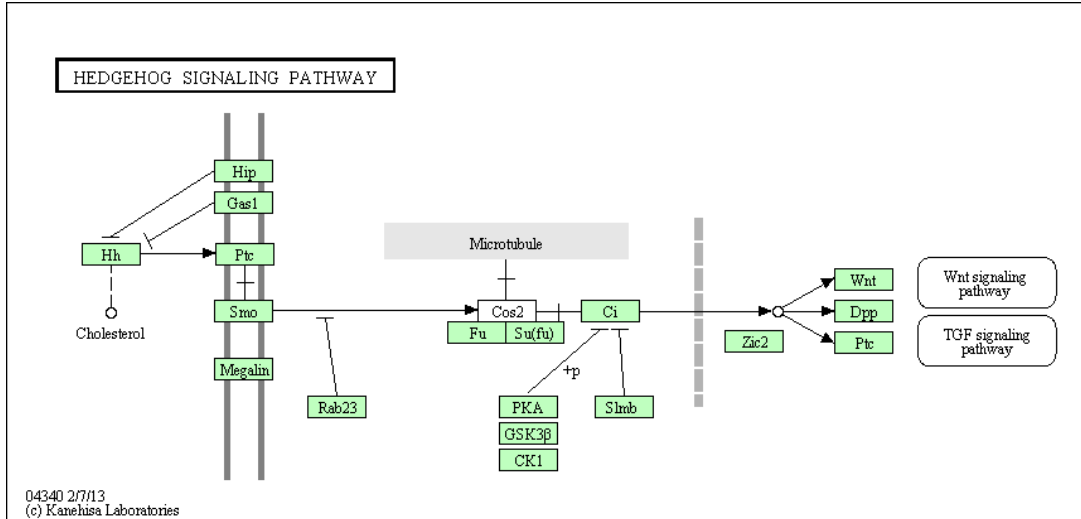 HEDGEHOG SIGNALING PATHWAY
Hip
Gas1
Hh
Ptc
Microtubule
Cholesterol
Smo
Cos2
Fu
Su(fu)
Ci
Wnt
Dpp
Ptc
Zic2
Wnt signaling
pathway
TGF signaling
pathway
Megalin
Rab23
+p
PKA
GSK3β
CK1
Slmb
04340 2/7/13
(c) Kanehisa Laboratories